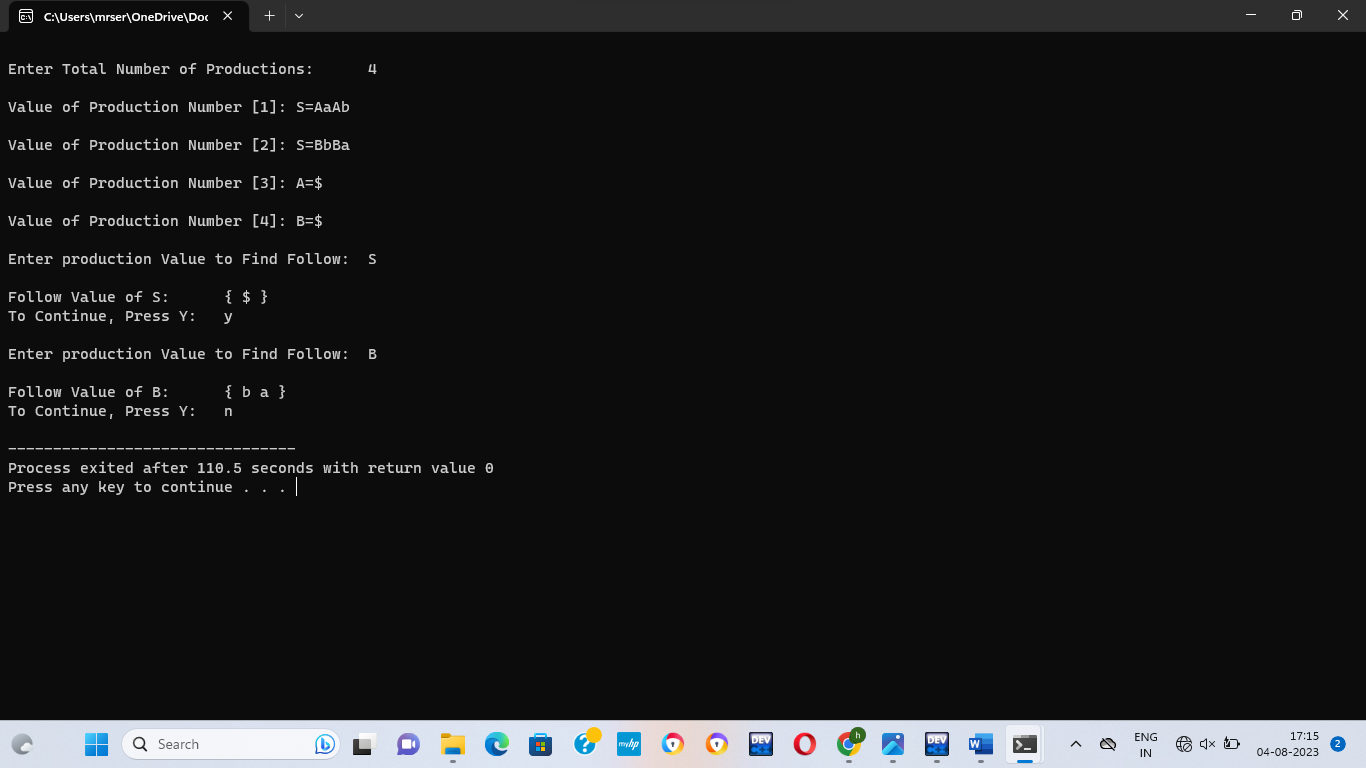 C:\Users\mrser\OneDrive\Doc
Enter Total Number of Productions: 4
Value of Production Number [1]: S=AaAb
Value of Production Number [2]: S=BbBa
Value of Production Number [3]: A=$
Value of Production Number [4]: B=$
Enter production Value to Find Follow: S
Follow Value of S: { $ }
To Continue, Press Y: y
Enter production Value to Find Follow: B
Follow Value of B: { b a }
To Continue, Press Y: n
--------------------------------
Process exited after 110.5 seconds with return value 0
Press any key to continue . . .
Search
myhp
DEV
h
DEV
W
ENG
IN
17:15
04-08-2023
2